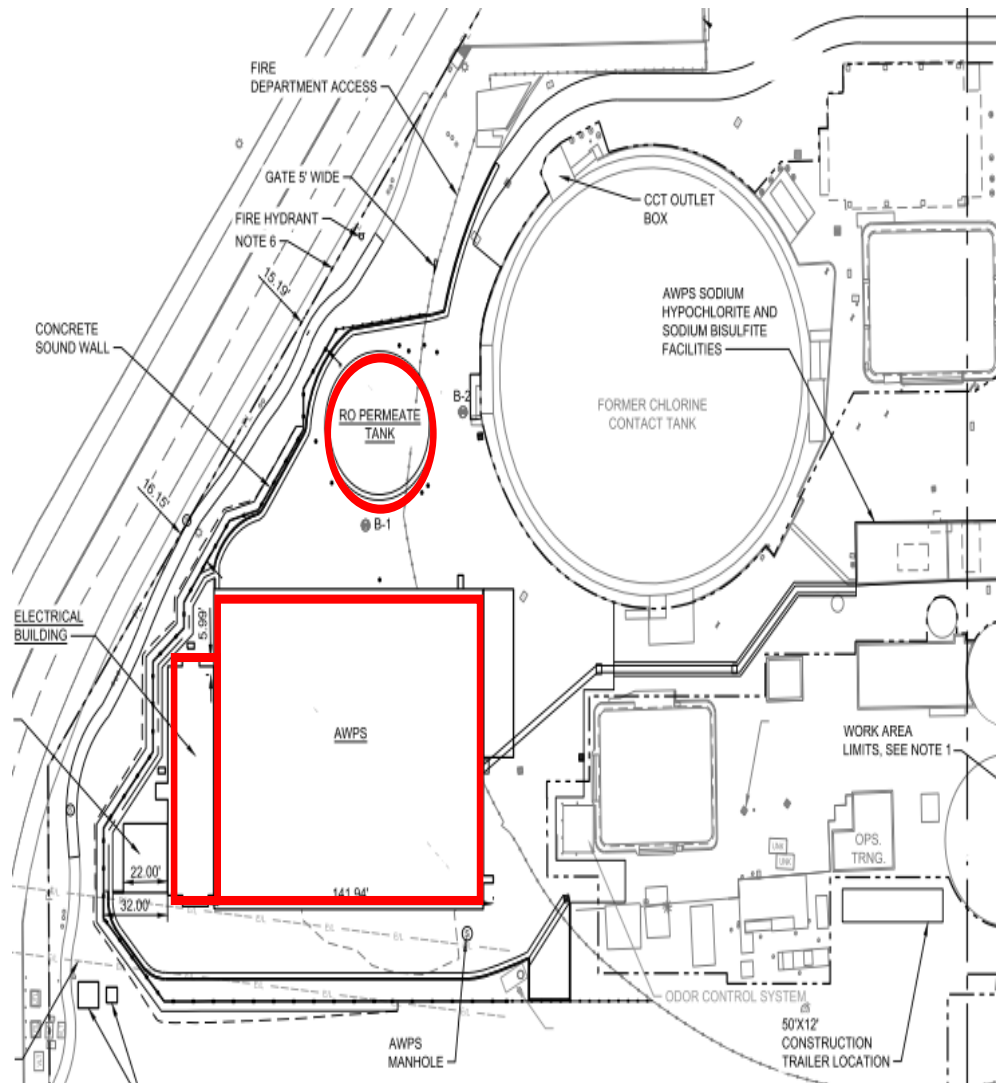 FIRE
DEPARTMENT ACCESS
GATE 5' WIDE
FIRE HYDRANT
NOTE 6
15.19'
CCT OUTLET
BOX
CONCRETE
SOUND WALL
AWPS SODIUM
HYPOCHLORITE AND
SODIUM BISULFITE
FACILITIES
RO PERMEATE
TANK
B-2
FORMER CHLORINE
CONTACT TANK
16.15'
B-1
ELECTRICAL
BUILDING
5.99'
AWPS
WORK AREA
LIMITS, SEE NOTE 1
OPS.
TRNG.
UNK
UNK
22.00'
32.00'
141.94'
ODOR CONTROL SYSTEM
AWPS
MANHOLE
50'X12'
CONSTRUCTION
TRAILER LOCATION